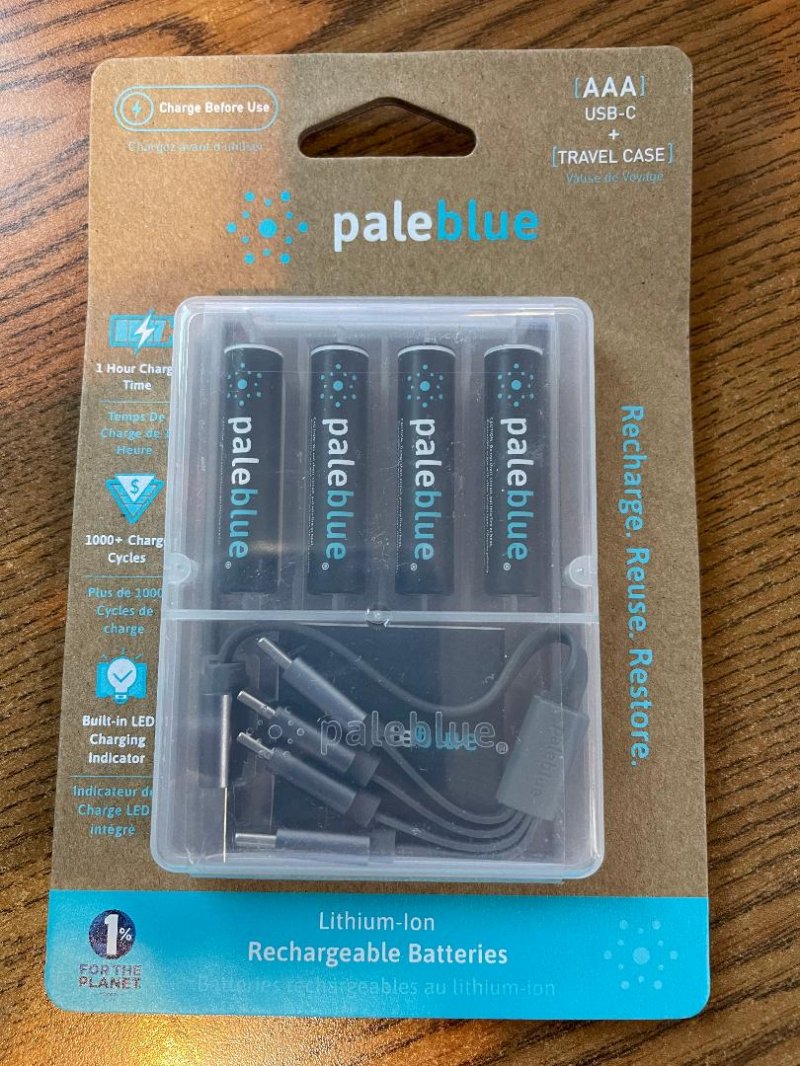 Charge Before Use
Chargez avant d'utiliser
[AAA]
USB-C
+
[TRAVEL CASE]
Valise de Voyage
paleblue
1 Hour Charg
Time
Temps De
Charge de 1
Heure
$
1000+ Charg
Cycles
Plus de 1000
Cycles de
charge
Built-in LED
Charging
Indicator
Indicateur de
Charge LED
intégré
paleblue®
paleblue®
paleblue®
paleblue®
paleblue®
Recharge. Reuse. Restore.
1%
FOR THE
PLANET
Lithium-Ion
Rechargeable Batteries
Batteries rechargeables au lithium-ion